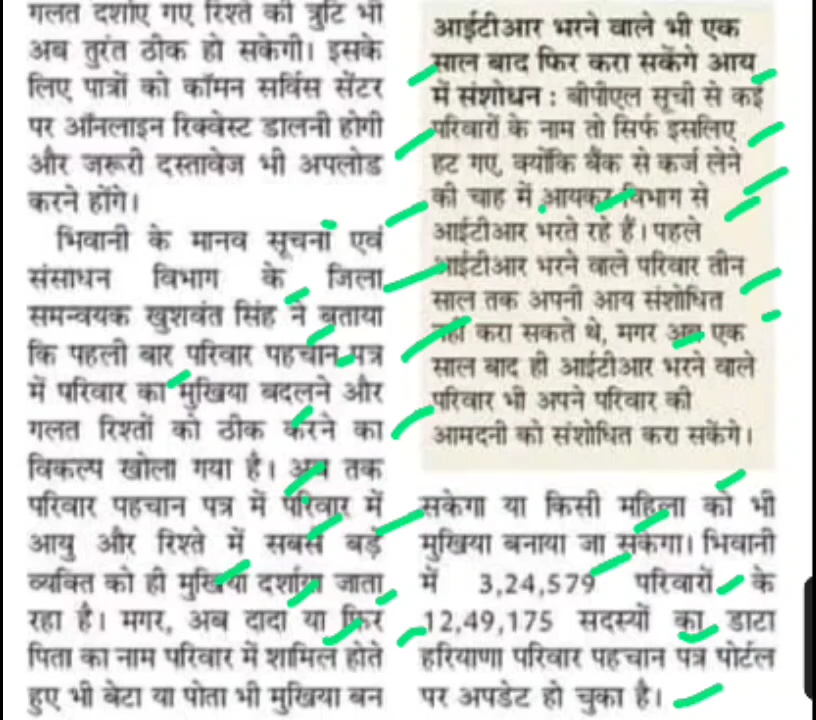 गलत दर्शाए गए रिश्ते की त्रुटि भी
अब तुरंत ठीक हो सकेगी। इसके
लिए पात्रों को कॉमन सर्विस सेंटर
पर ऑनलाइन रिक्वेस्ट डालनी होगी
और जरूरी दस्तावेज भी अपलोड
करने होंगे।
भिवानी के मानव सूचना एवं
संसाधन विभाग के जिला
समन्वयक खुशवंत सिंह ने बताया
कि पहली बार परिवार पहचान पत्र
में परिवार का मुखिया बदलने और
गलत रिश्तों को ठीक करने का
विकल्प खोला गया है। अब तक
परिवार पहचान पत्र में परिवार में
आयु और रिश्ते में सबसे बड़े
व्यक्ति को ही मुखिया दर्शाया जाता
रहा है। मगर, अब दादा या फिर
पिता का नाम परिवार में शामिल होते
हुए भी बेटा या पोता भी मुखिया बन
आईटीआर भरने वाले भी एक
साल बाद फिर करा सकेंगे आय
में संशोधन : बीपीएल सूची से कई
परिवारों के नाम तो सिर्फ इसलिए
हट गए, क्योंकि बैंक से कर्ज लेने
की चाह में आयकर विभाग से
आईटीआर भरते रहे हैं। पहले
आईटीआर भरने वाले परिवार तीन
साल तक अपनी आय संशोधित
नहीं करा सकते थे, मगर अब एक
साल बाद ही आईटीआर भरने वाले
परिवार भी अपने परिवार की
आमदनी को संशोधित करा सकेंगे।
सकेगा या किसी महिला को भी
मुखिया बनाया जा सकेगा। भिवानी
में 3,24,579 परिवारों के
12,49,175 सदस्यों का डाटा
हरियाणा परिवार पहचान पत्र पोर्टल
पर अपडेट हो चुका है।